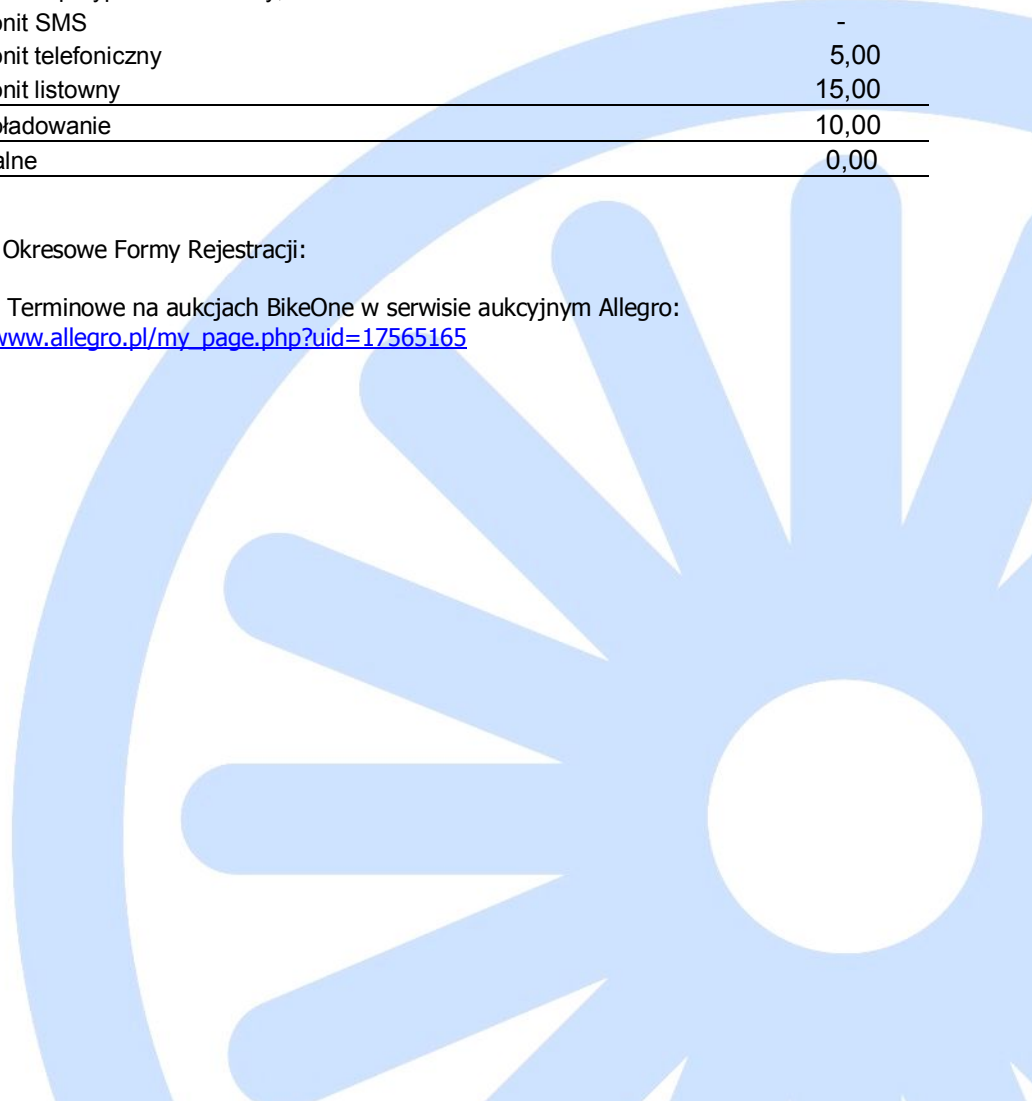 onit SMS -
onit telefoniczny 5,00
onit listowny 15,00
oładowanie 10,00
alne 0,00
Okresowe Formy Rejestracji:
Terminowe na aukcjach BikeOne w serwisie aukcyjnym Allegro:
www.allegro.pl/my_page.php?uid=17565165